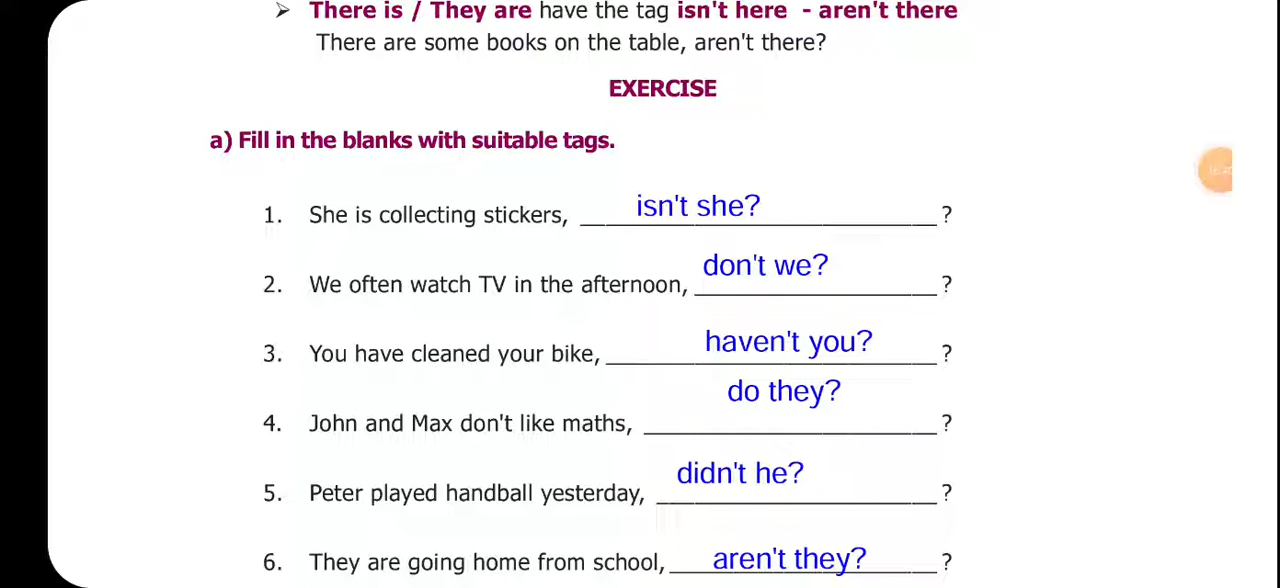 ➢ There is / They are have the tag isn't here - aren't there
There are some books on the table, aren't there?
EXERCISE
a) Fill in the blanks with suitable tags.
1. She is collecting stickers, isn't she? ?
2. We often watch TV in the afternoon, don't we? ?
3. You have cleaned your bike, haven't you? ?
4. John and Max don't like maths, do they? ?
5. Peter played handball yesterday, didn't he? ?
6. They are going home from school, aren't they? ?